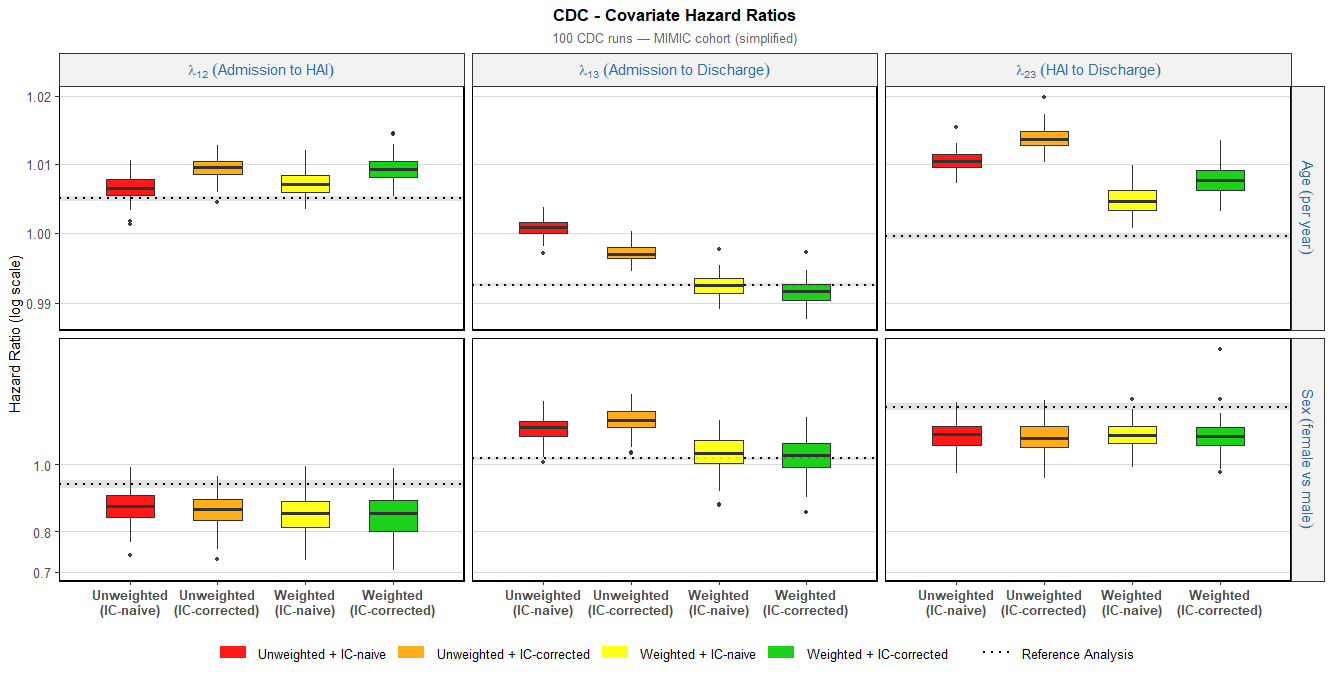 CDC - Covariate Hazard Ratios
100 CDC runs — MIMIC cohort (simplified)
λ₁₂ (Admission to HAI)
λ₁₃ (Admission to Discharge)
λ₂₃ (HAI to Discharge)
Hazard Ratio (log scale)
1.02
1.01
1.00
0.99
Age (per year)
1.0
0.8
0.7
Sex (female vs male)
Unweighted
(IC-naive)
Unweighted
(IC-corrected)
Weighted
(IC-naive)
Weighted
(IC-corrected)
Unweighted
(IC-naive)
Unweighted
(IC-corrected)
Weighted
(IC-naive)
Weighted
(IC-corrected)
Unweighted
(IC-naive)
Unweighted
(IC-corrected)
Weighted
(IC-naive)
Weighted
(IC-corrected)
Unweighted + IC-naive
Unweighted + IC-corrected
Weighted + IC-naive
Weighted + IC-corrected
Reference Analysis